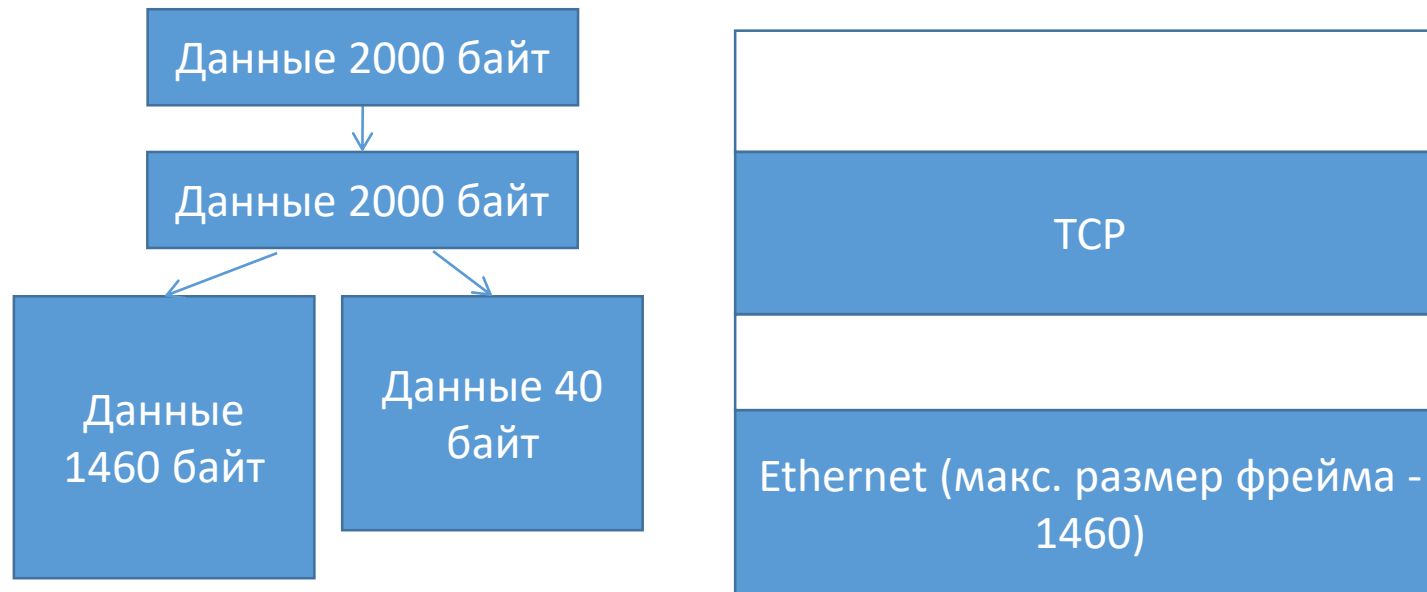 Данные 2000 байт
Данные 2000 байт
Данные
1460 байт
Данные 40
байт
TCP
Ethernet (макс. размер фрейма -
1460)